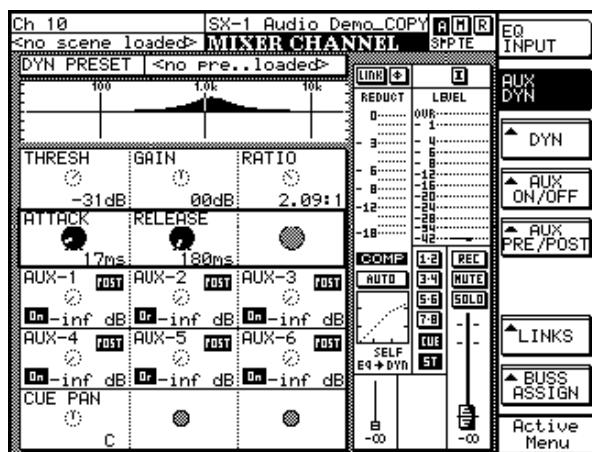 Ch 10
SX-1 Audio Demo_COPY
A M R
<no scene loaded> MIXER CHANNEL SMPTE
DYN PRESET <no pre..loaded>
100 1.0k 10k
THRESH GAIN RATIO
-31dB 00dB 2.09:1
ATTACK RELEASE
17ms 180ms
AUX-1 POST AUX-2 POST AUX-3 POST
On -inf dB On -inf dB On -inf dB
AUX-4 POST AUX-5 POST AUX-6 POST
On -inf dB On -inf dB On -inf dB
CUE PAN
C
LINK Φ I
REDUCT LEVEL
0 OVR
1
3 4
6
8
6 -12
-16
8 -20
-24
-12 -28
-34
-18 -42
COMP 1-2 REC
AUTO 3-4 MUTE
5-6 SOLO
7-8
CUE
ST
SELF
EQ→DYN
-∞ -∞
EQ
INPUT
AUX
DYN
DYN
AUX
ON/OFF
AUX
PRE/POST
LINKS
BUSS
ASSIGN
Active
Menu